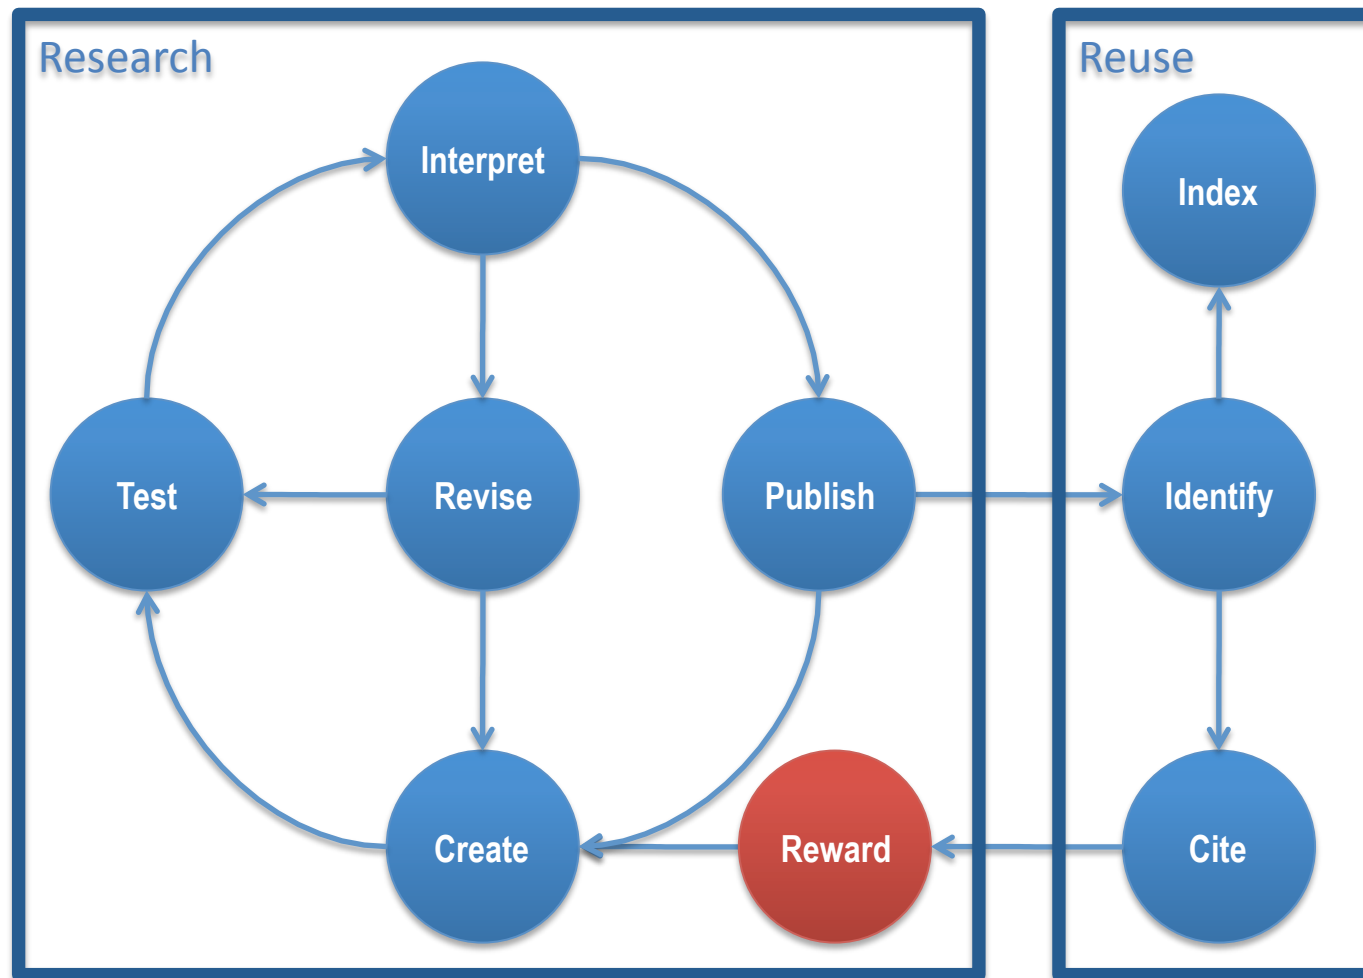 Research
Interpret
Test
Revise
Publish
Create
Reward
Reuse
Index
Identify
Cite